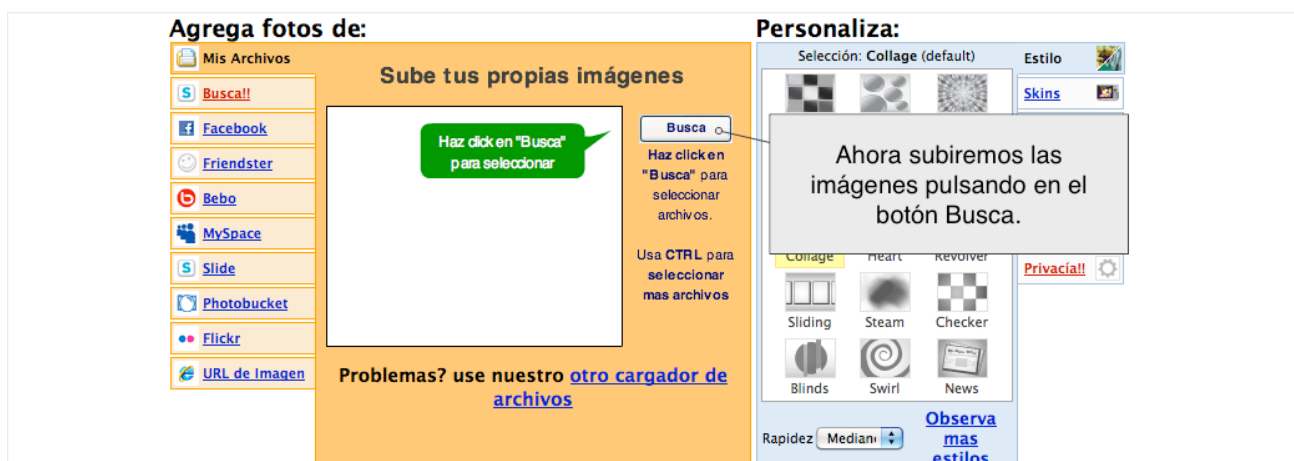 Agrega fotos de:
Mis Archivos
Busca!!
Facebook
Friendster
Bebo
MySpace
Slide
Photobucket
Flickr
URL de Imagen
Sube tus propias imágenes
Haz click en "Busca"
para seleccionar
Busca
Haz click en
"Busca" para
seleccionar
archivos.
Usa CTRL para
seleccionar
mas archivos
Problemas? use nuestro otro cargador de
archivos
Personaliza:
Selección: Collage (default)
Ahora subiremos las
imágenes pulsando en el
botón Busca.
Collage Heart Revolver
Sliding Steam Checker
Blinds Swirl News
Rapidez Median
Observa
mas
estilos
Estilo
Skins
Privacía!!